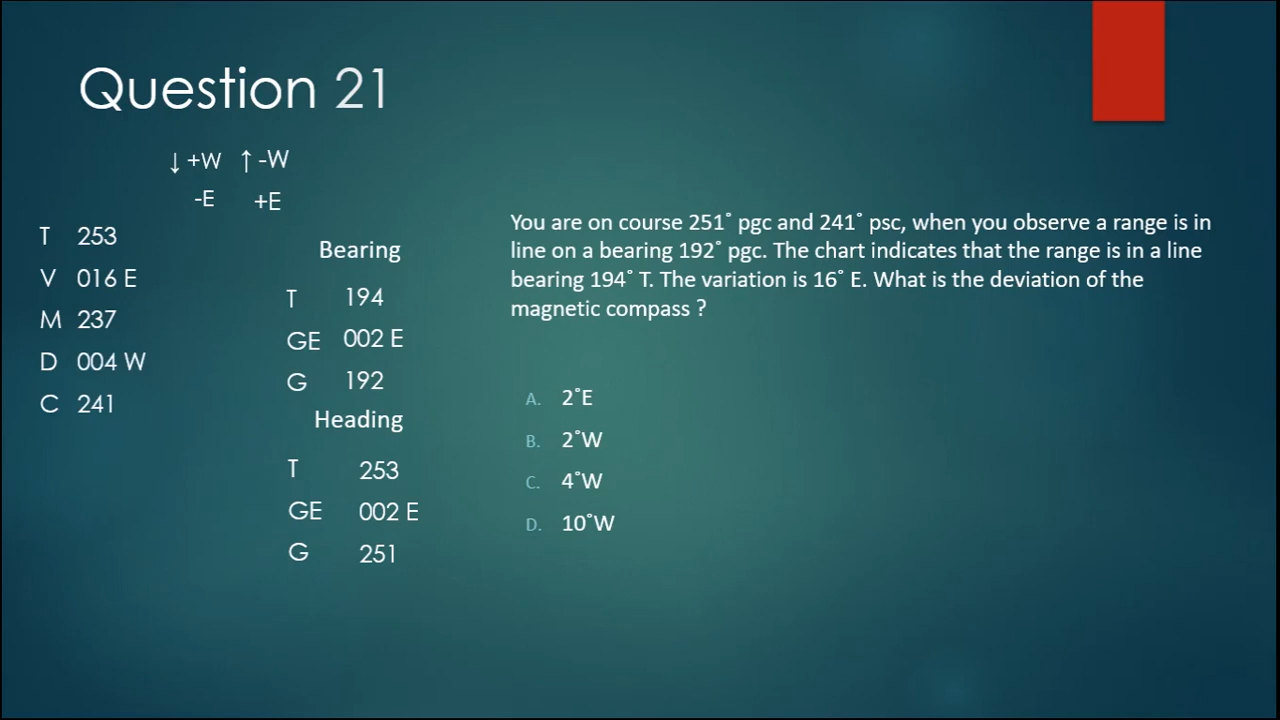 Question 21
↓ +W ↑ -W
-E +E
T 253
V 016 E
M 237
D 004 W
C 241
Bearing
T 194
GE 002 E
G 192
Heading
T 253
GE 002 E
G 251
You are on course 251˚ pgc and 241˚ psc, when you observe a range is in
line on a bearing 192˚ pgc. The chart indicates that the range is in a line
bearing 194˚ T. The variation is 16˚ E. What is the deviation of the
magnetic compass ?
A. 2˚E
B. 2˚W
C. 4˚W
D. 10˚W